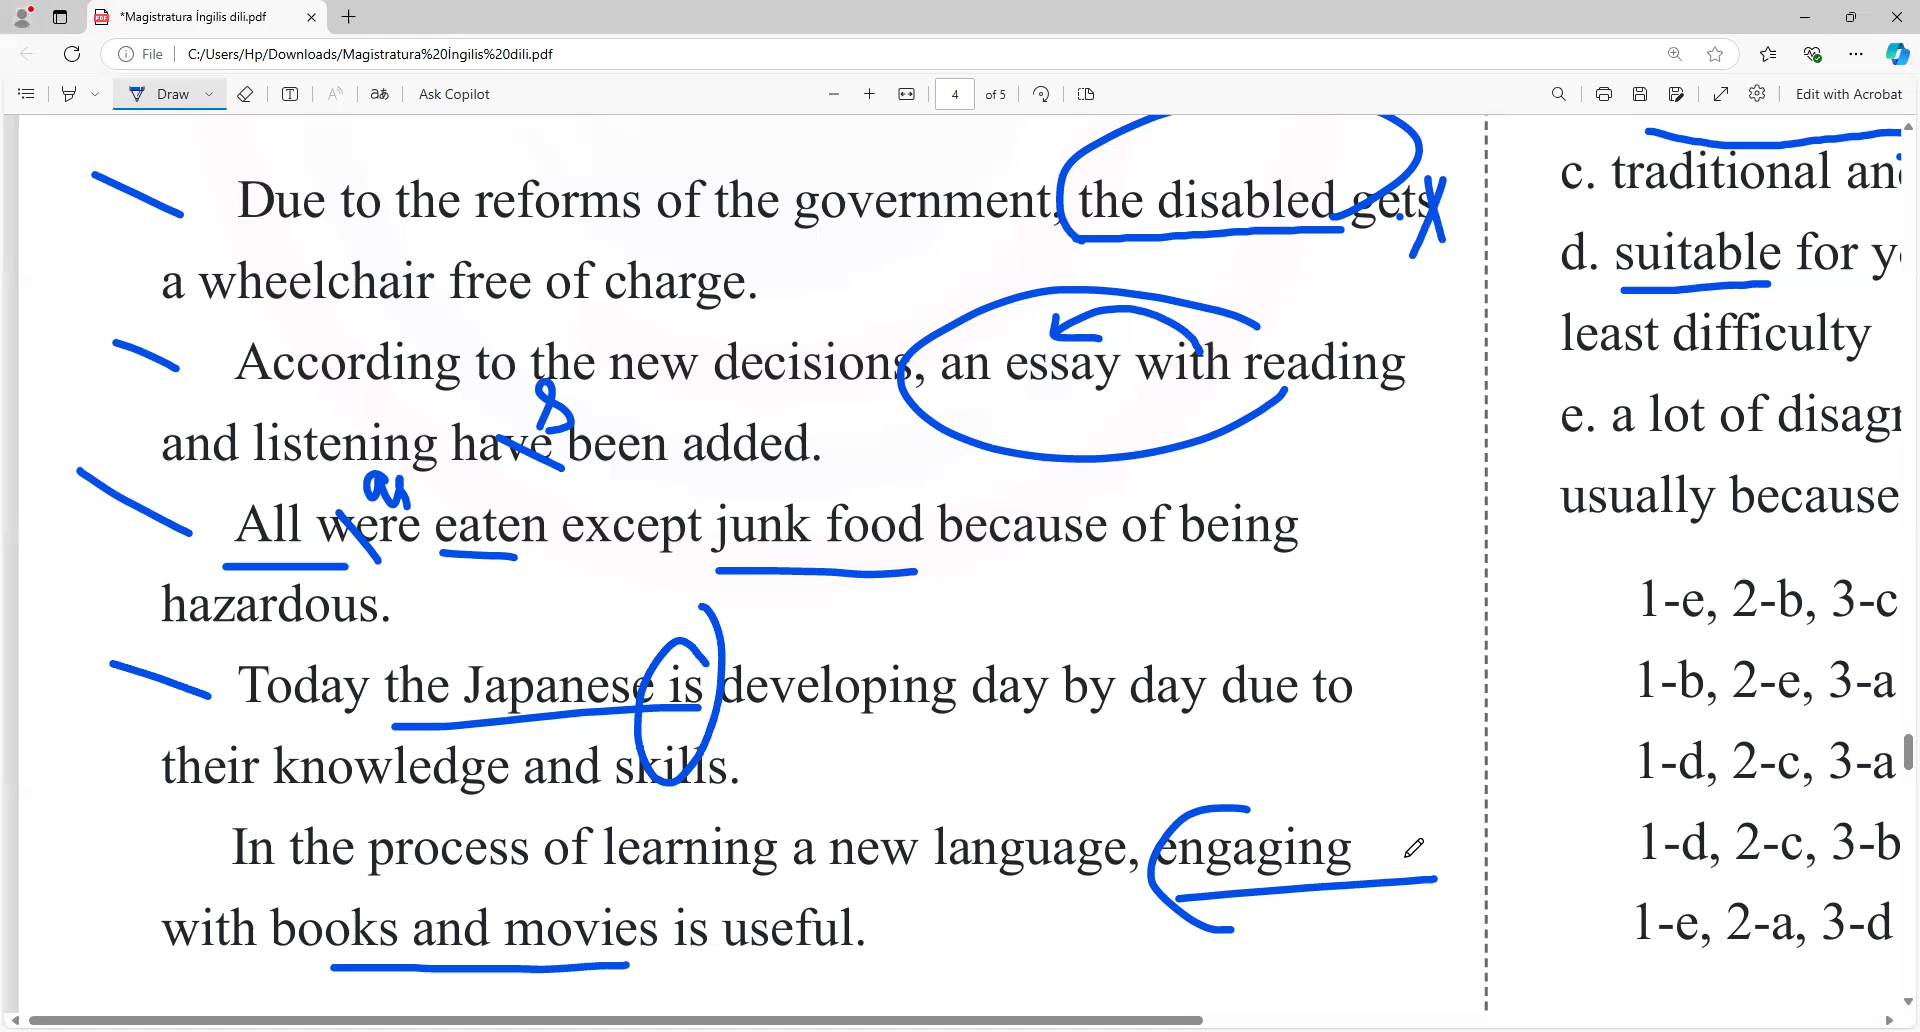 *Magistratura İngilis dili.pdf
File C:/Users/Hp/Downloads/Magistratura%20İngilis%20dili.pdf
Draw Ask Copilot 4 of 5 Edit with Acrobat
Due to the reforms of the government, the disabled gets
a wheelchair free of charge.
According to the new decisions, an essay with reading
s
and listening have been added.
as
All were eaten except junk food because of being
hazardous.
Today the Japanese is developing day by day due to
their knowledge and skills.
In the process of learning a new language, engaging
with books and movies is useful.
c. traditional an
d. suitable for y
least difficulty
e. a lot of disagr
usually because
1-e, 2-b, 3-c
1-b, 2-e, 3-a
1-d, 2-c, 3-a
1-d, 2-c, 3-b
1-e, 2-a, 3-d